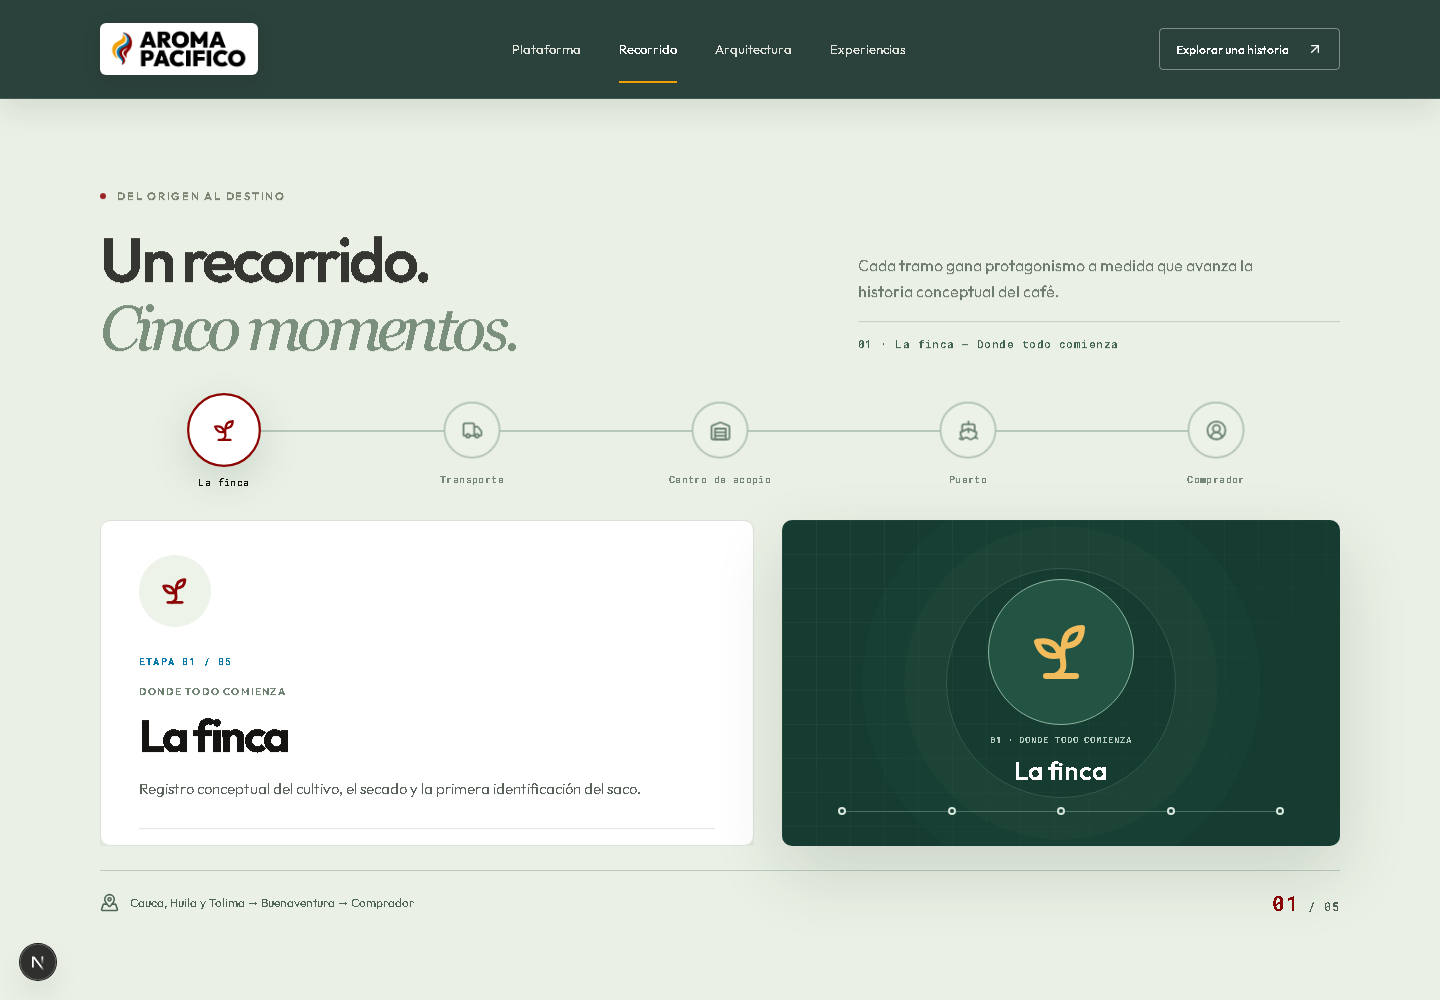 AROMA
PACIFICO
Plataforma
Recorrido
Arquitectura
Experiencias
Explorar una historia
DEL ORIGEN AL DESTINO
Un recorrido.
Cinco momentos.
Cada tramo gana protagonismo a medida que avanza la
historia conceptual del café.
01 · La finca — Donde todo comienza
La finca
Transporte
Centro de acopio
Puerto
Comprador
ETAPA 01 / 05
DONDE TODO COMIENZA
La finca
Registro conceptual del cultivo, el secado y la primera identificación del saco.
01 · DONDE TODO COMIENZA
La finca
Cauca, Huila y Tolima → Buenaventura → Comprador
01 / 05
N